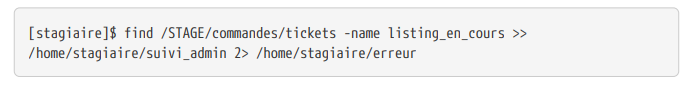 [stagiaire]$ find /STAGE/commandes/tickets -name listing_en_cours >>
/home/stagiaire/suivi_admin 2> /home/stagiaire/erreur